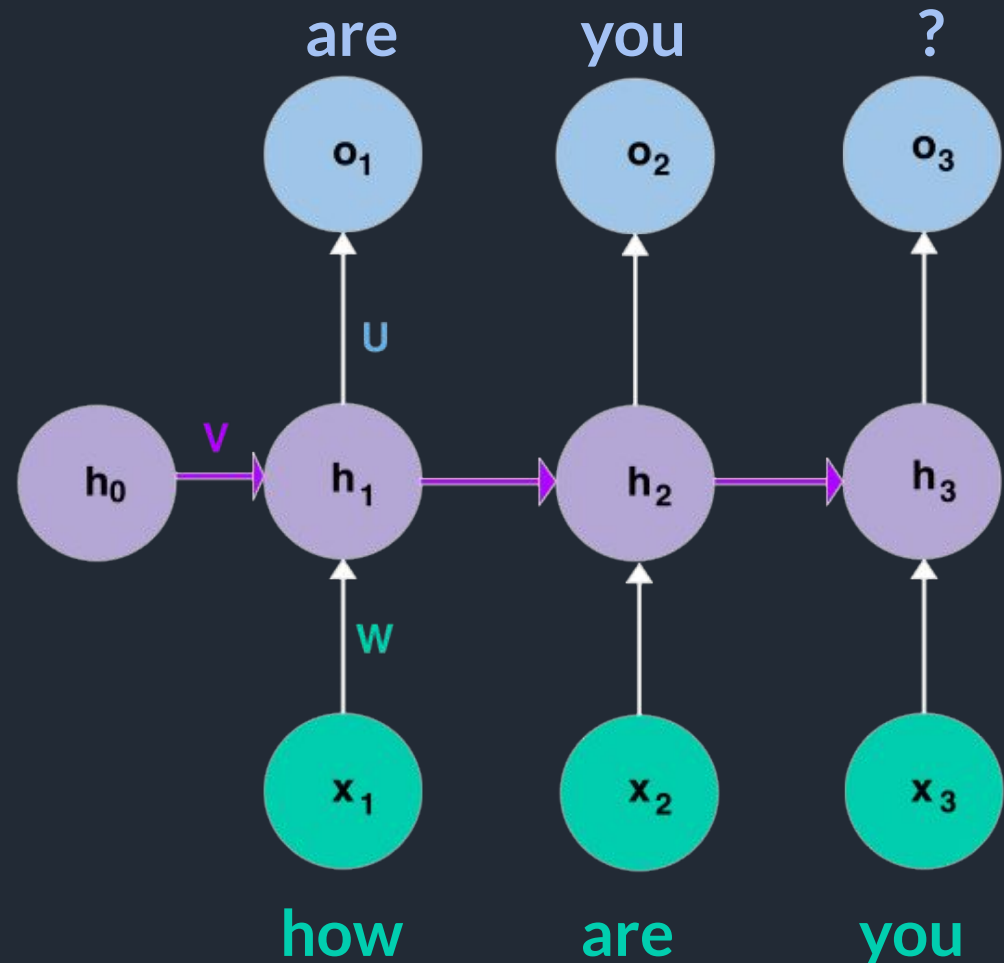 are you ?
o1 o2 o3
U
V
h0 h1 h2 h3
W
x1 x2 x3
how are you